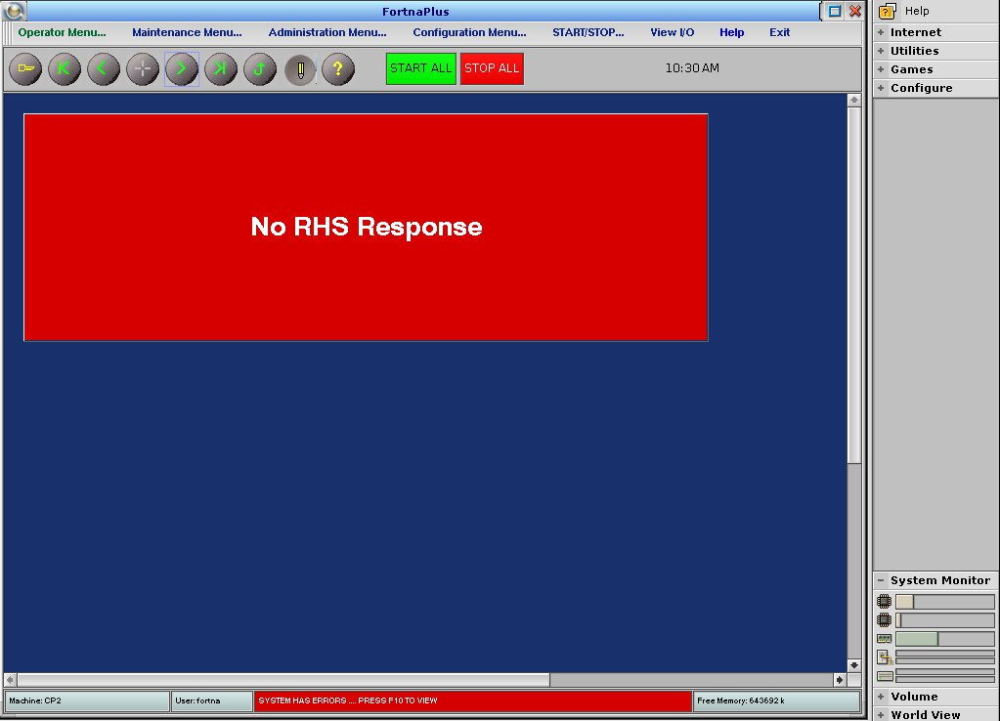 FortnaPlus
Operator Menu... Maintenance Menu... Administration Menu... Configuration Menu... START/STOP... View I/O Help Exit
START ALL STOP ALL 10:30 AM
No RHS Response
Machine: CP2 User: fortna SYSTEM HAS ERRORS .... PRESS F10 TO VIEW Free Memory: 643692 k
Help
Internet
Utilities
Games
Configure
System Monitor
Volume
World View